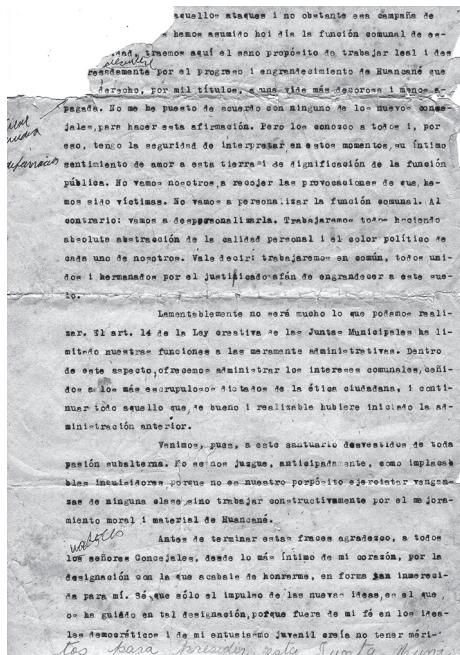 aquellos ataques i no obstante esa campaña de
hemos asumido hoi día la función comunal de es-
dad, traemos aquí el sano propósito de trabajar leal i des
resadamente por el progreso i engrandecimiento de Huancané que
derecho, por mil títulos, a una vida más decorosa i menos a-
pagada. No me he puesto de acuerdo con ninguno de los nuevos conce-
jales, para hacer esta afirmación. Pero los conozco a todos i, por
eso, tengo la seguridad de interpretar en estos momentos, su íntimo
sentimiento de amor a esta tierra i de dignificación de la función
pública. No vamos nosotros, a recojer las provocaciones de que, he-
mos sido víctimas. No vamos a personalizar la función comunal. Al
contrario: vamos a despersonalizarla. Trabajaremos todos haciendo
absoluta abstracción de la calidad personal i el color político de
cada uno de nosotros. Vale decir: trabajaremos en común, todos uni-
dos i hermanados por el justificado afán de engrandecer a este sue-
lo.
Lamentablemente no será mucho lo que podamos reali-
zar. El art. 14 de la Ley creativa de las Juntas Municipales ha li-
mitado nuestras funciones a las meramente administrativas. Dentro
de este aspecto, ofrecemos administrar los intereses comunales, ceñi-
dos a los más escrupulosos dictados de la ética ciudadana, i conti-
nuar todo aquello que, de bueno i realizable hubiere iniciado la ad-
ministración anterior.
Venimos, pues, a este santuario desvestidos de toda
pasión subalterna. No se nos juzgue, anticipadamente, como implaca
bles inquisidores porque no es nuestro porpósito ejercitar vengan-
zas de ninguna clase sino trabajar constructivamente por el mejora-
miento moral i material de Huancané.
Antes de terminar estas fraces agradezco, a todos
los señores Concejales, desde lo más íntimo de mi corazón, por la
designación con la que acabais de honrarme, en forma tan inmereci-
da para mí. Sé que sólo el impulso de las nuevas ideas, es el que,
os ha guiado en tal designación, porque fuera de mi fé en los idea-
les democráticos i de mi entusiasmo juvenil creía no tener méri-
tos para presidir esta Junta Muni